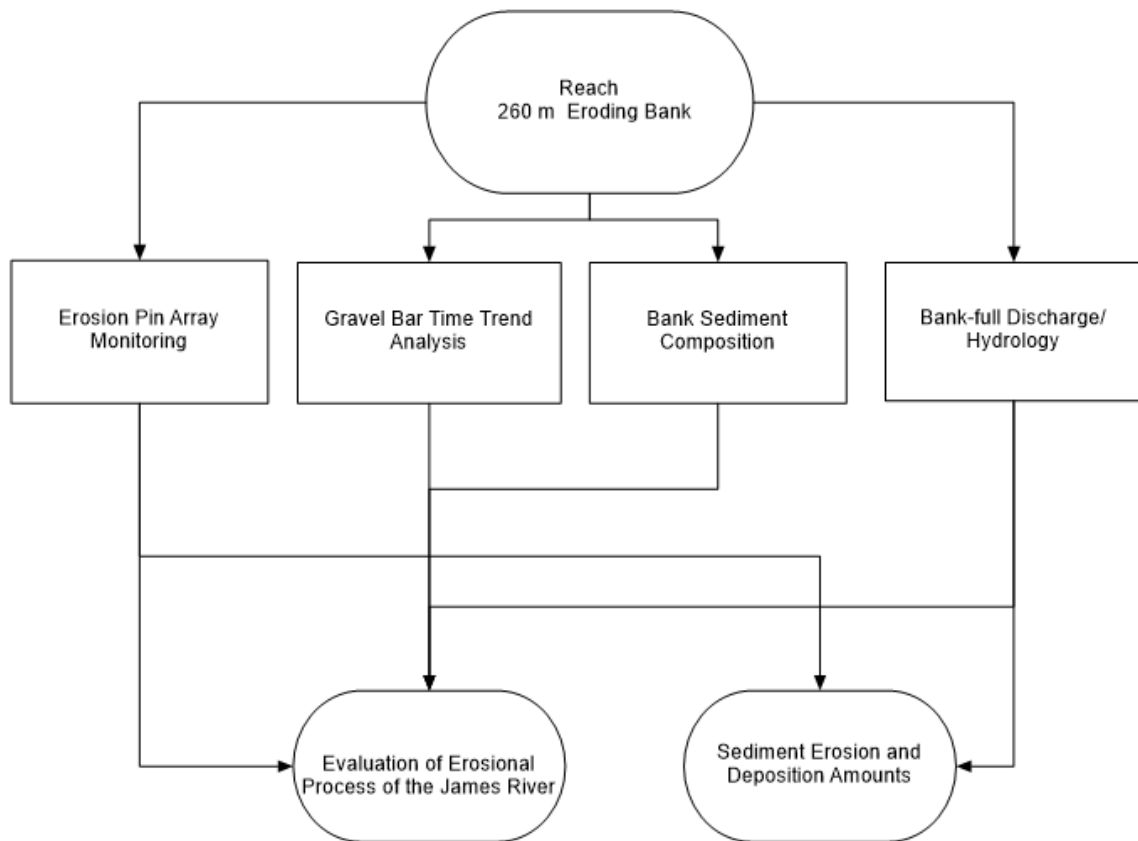 Reach
260 m  Eroding Bank
Erosion Pin Array
Monitoring
Gravel Bar Time Trend
Analysis
Bank Sediment
Composition
Bank-full Discharge/
Hydrology
Evaluation of Erosional
Process of the James River
Sediment Erosion and
Deposition Amounts